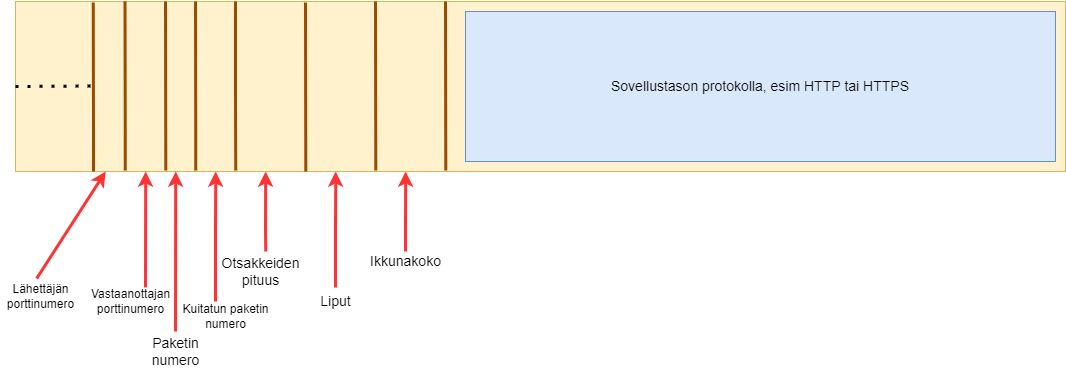 Sovellustason protokolla, esim HTTP tai HTTPS
Lähettäjän
porttinumero
Vastaanottajan
porttinumero
Paketin
numero
Kuitatun paketin
numero
Otsakkeiden
pituus
Liput
Ikkunakoko